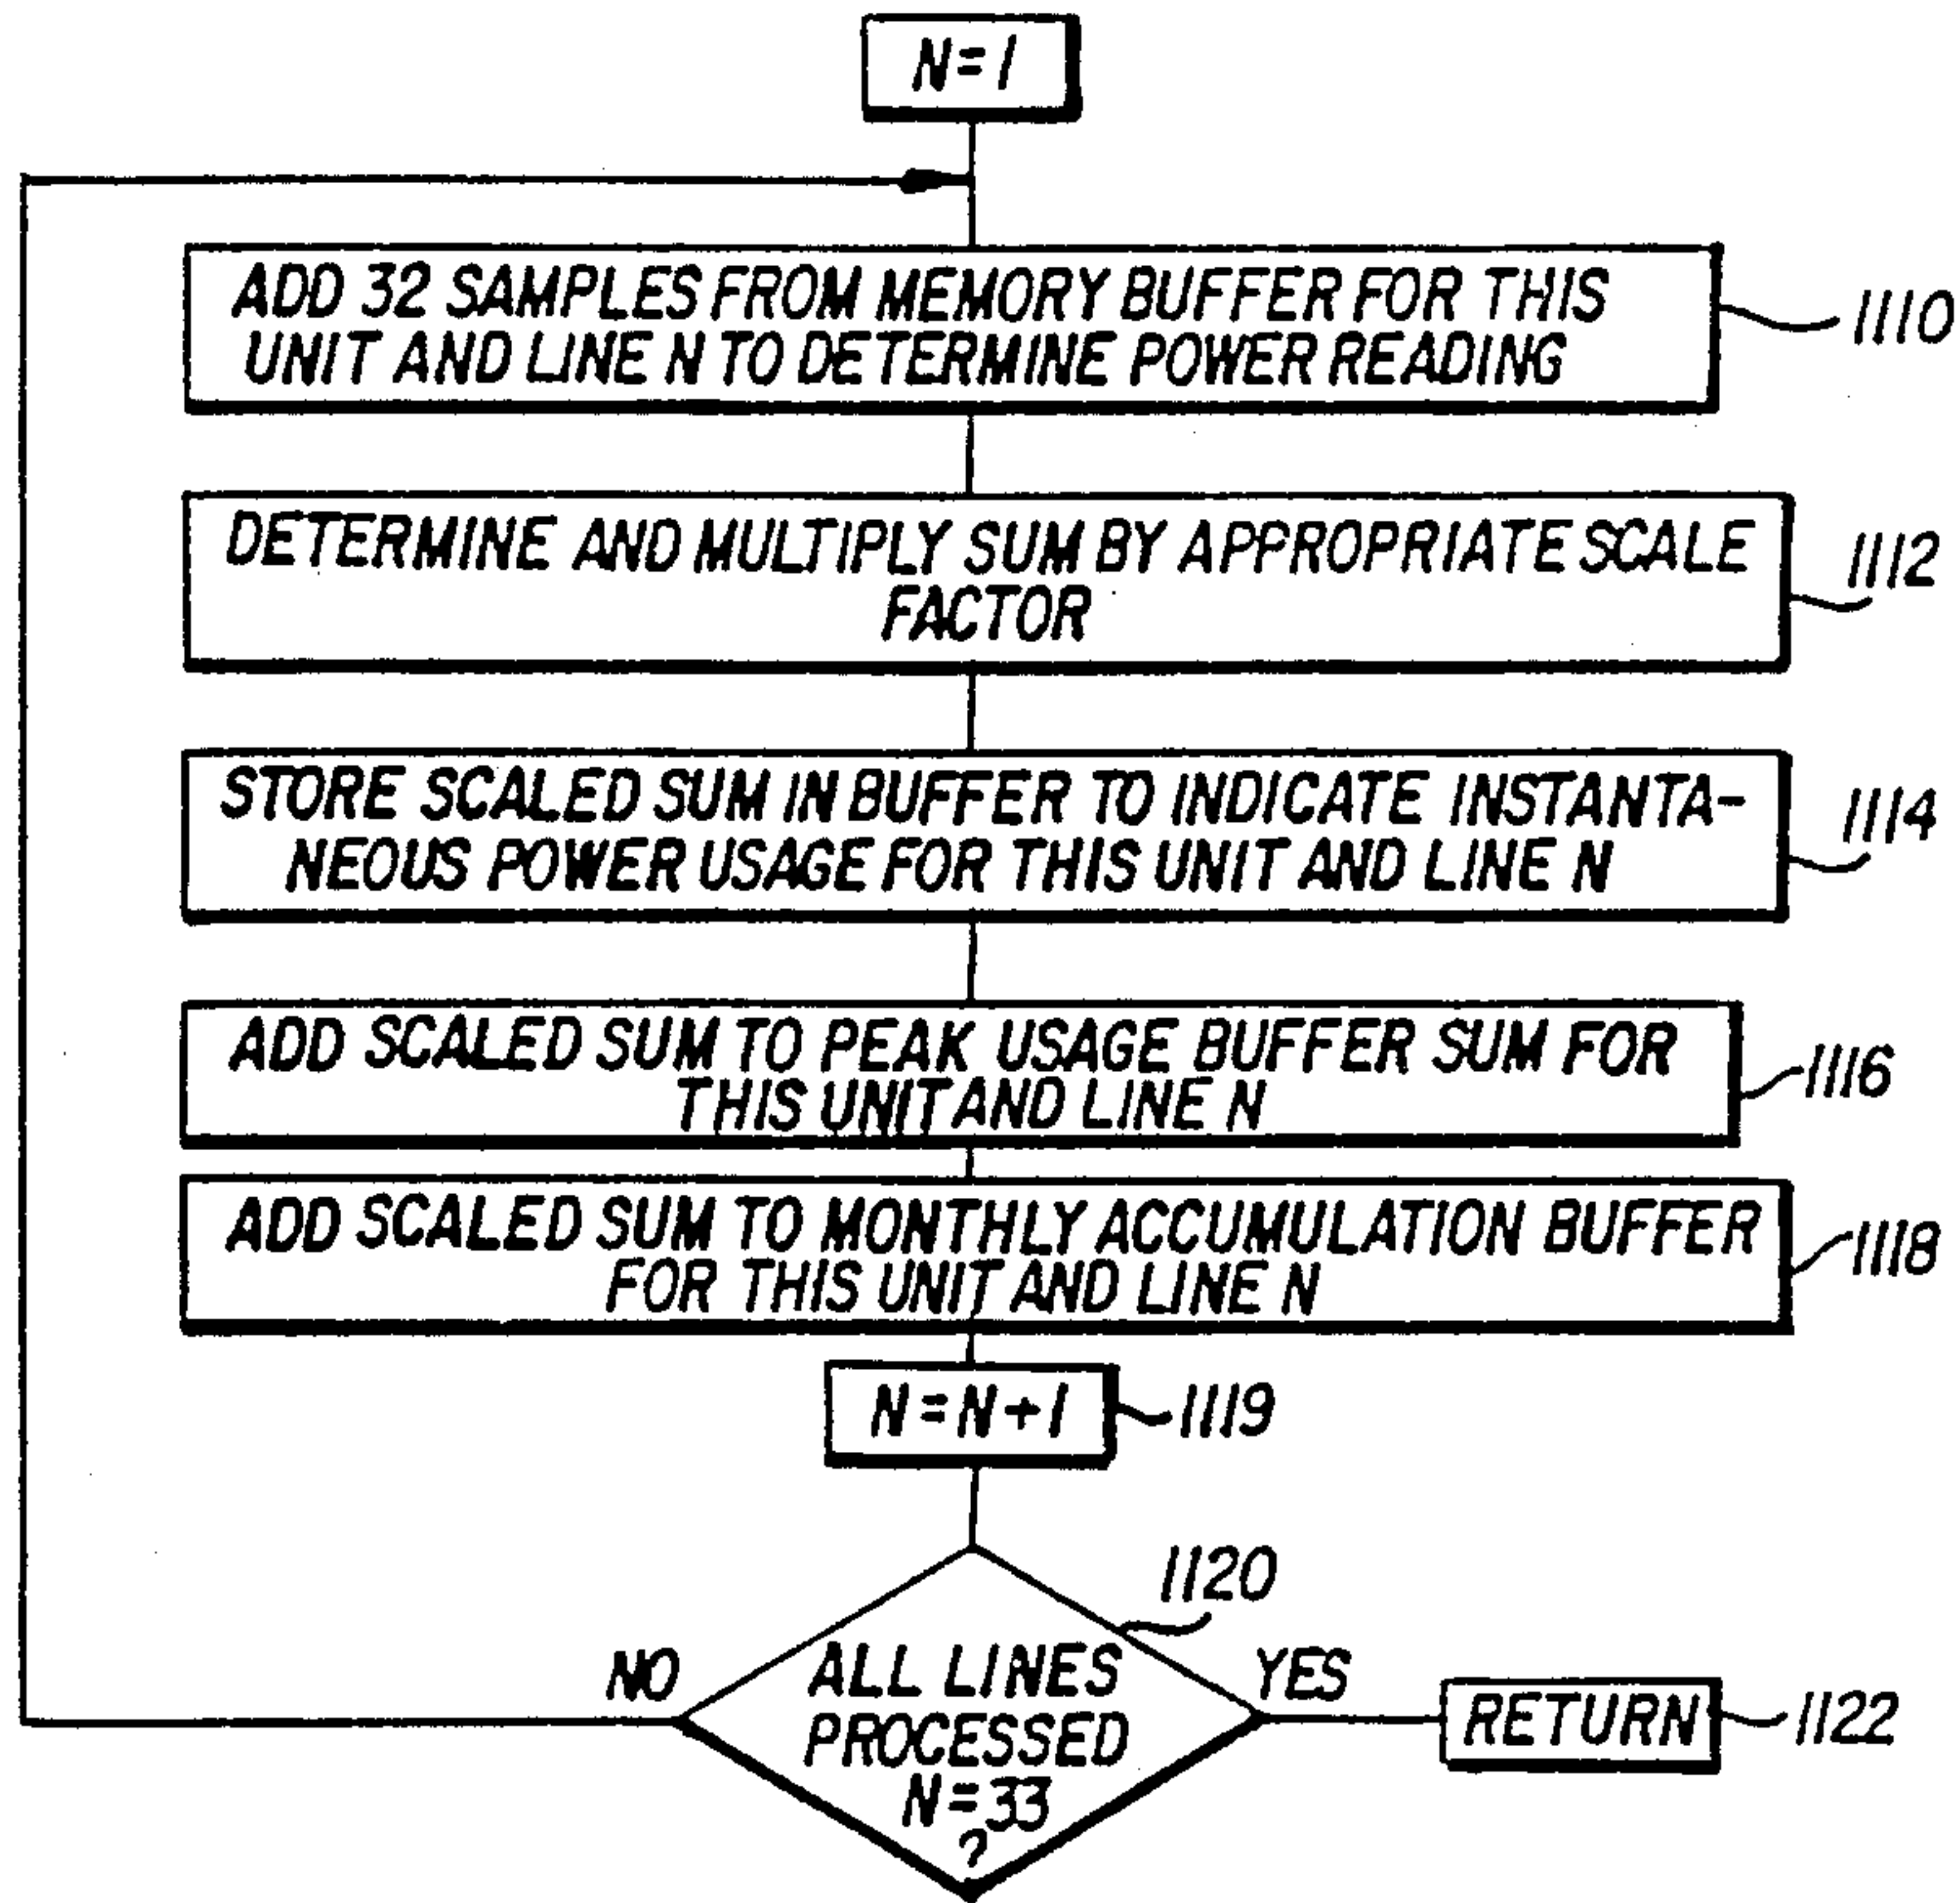 N=1
ADD 32 SAMPLES FROM MEMORY BUFFER FOR THIS
UNIT AND LINE N TO DETERMINE POWER READING
1110
DETERMINE AND MULTIPLY SUM BY APPROPRIATE SCALE
FACTOR
1112
STORE SCALED SUM IN BUFFER TO INDICATE INSTANTA-
NEOUS POWER USAGE FOR THIS UNIT AND LINE N
1114
ADD SCALED SUM TO PEAK USAGE BUFFER SUM FOR
THIS UNIT AND LINE N
1116
ADD SCALED SUM TO MONTHLY ACCUMULATION BUFFER
FOR THIS UNIT AND LINE N
1118
N=N+1
1119
1120
NO
ALL LINES
PROCESSED
N=33
?
YES
RETURN
1122